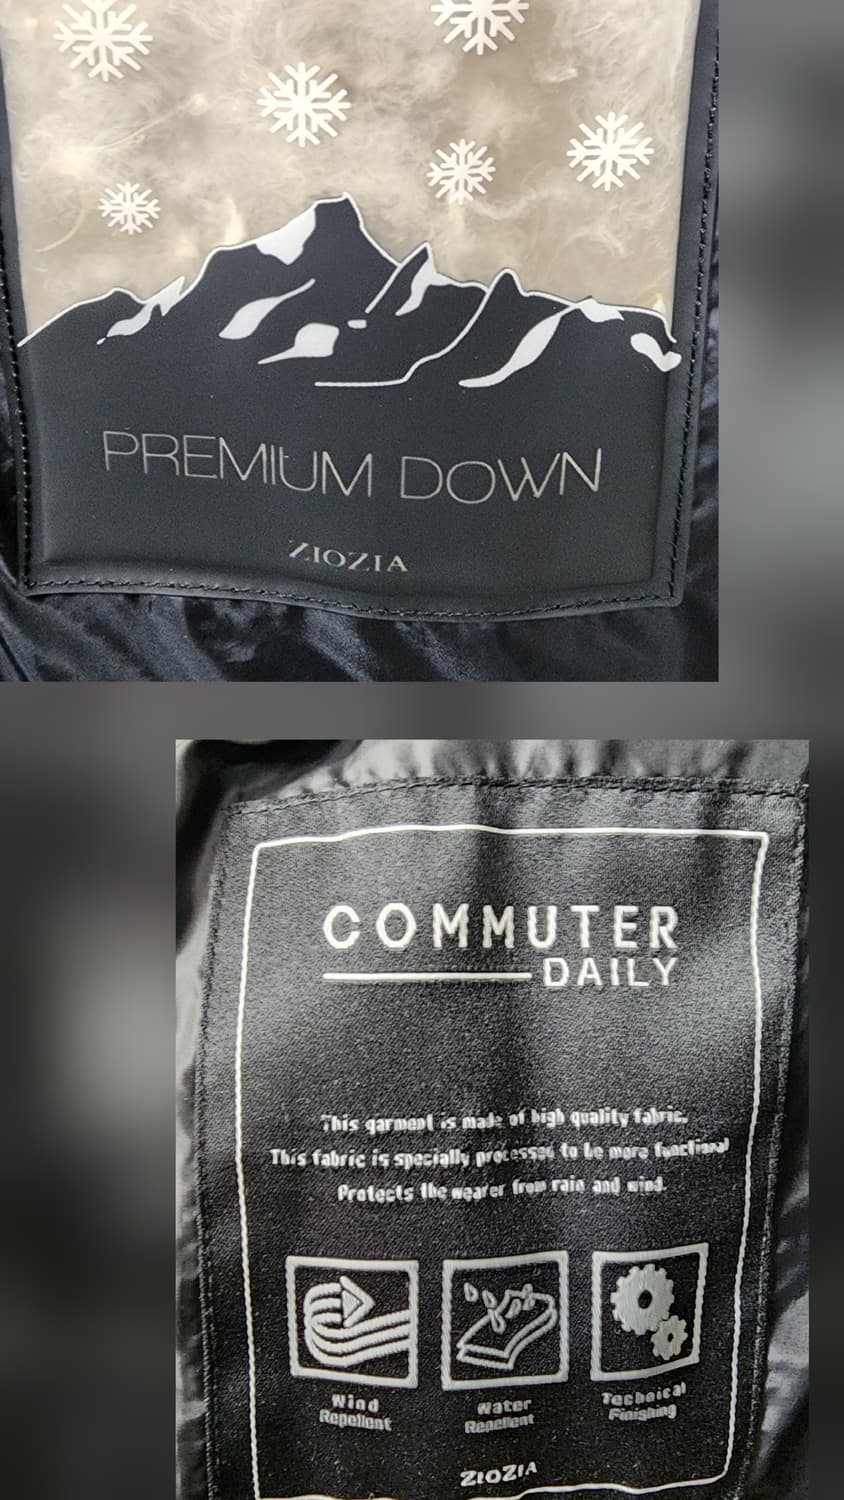 PREMIUM DOWN
ZIOZIA
COMMUTER
DAILY
This garment is made of high quality fabric.
This fabric is specially processed to be more functional
Protects the wearer from rain and wind.
Wind
Repellent
Water
Repellent
Technical
Finishing
ZIOZIA